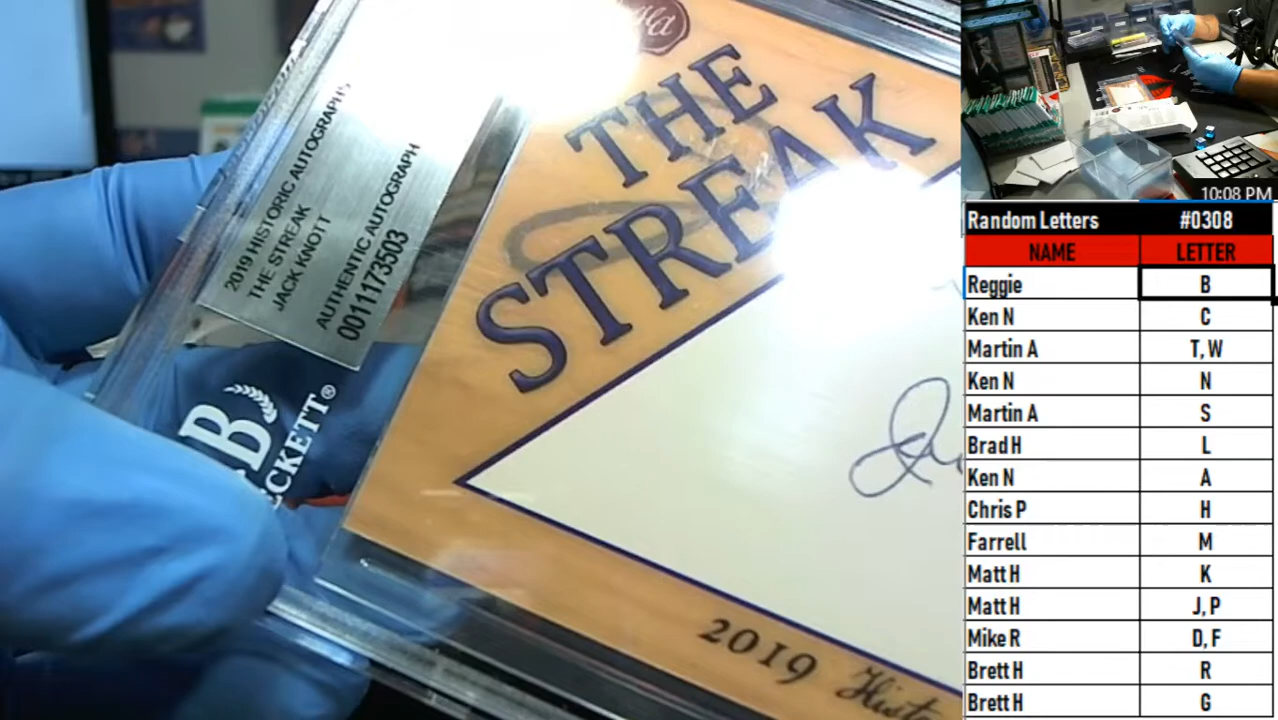 2019 HISTORIC AUTOGRAPHS
THE STREAK
JACK KNOTT
AUTHENTIC AUTOGRAPH
0011173503
BECKETT®
THE
STREAK
2019
10:08 PM
Random Letters #0308
NAME LETTER
Reggie B
Ken N C
Martin A T, W
Ken N N
Martin A S
Brad H L
Ken N A
Chris P H
Farrell M
Matt H K
Matt H J, P
Mike R D, F
Brett H R
Brett H G